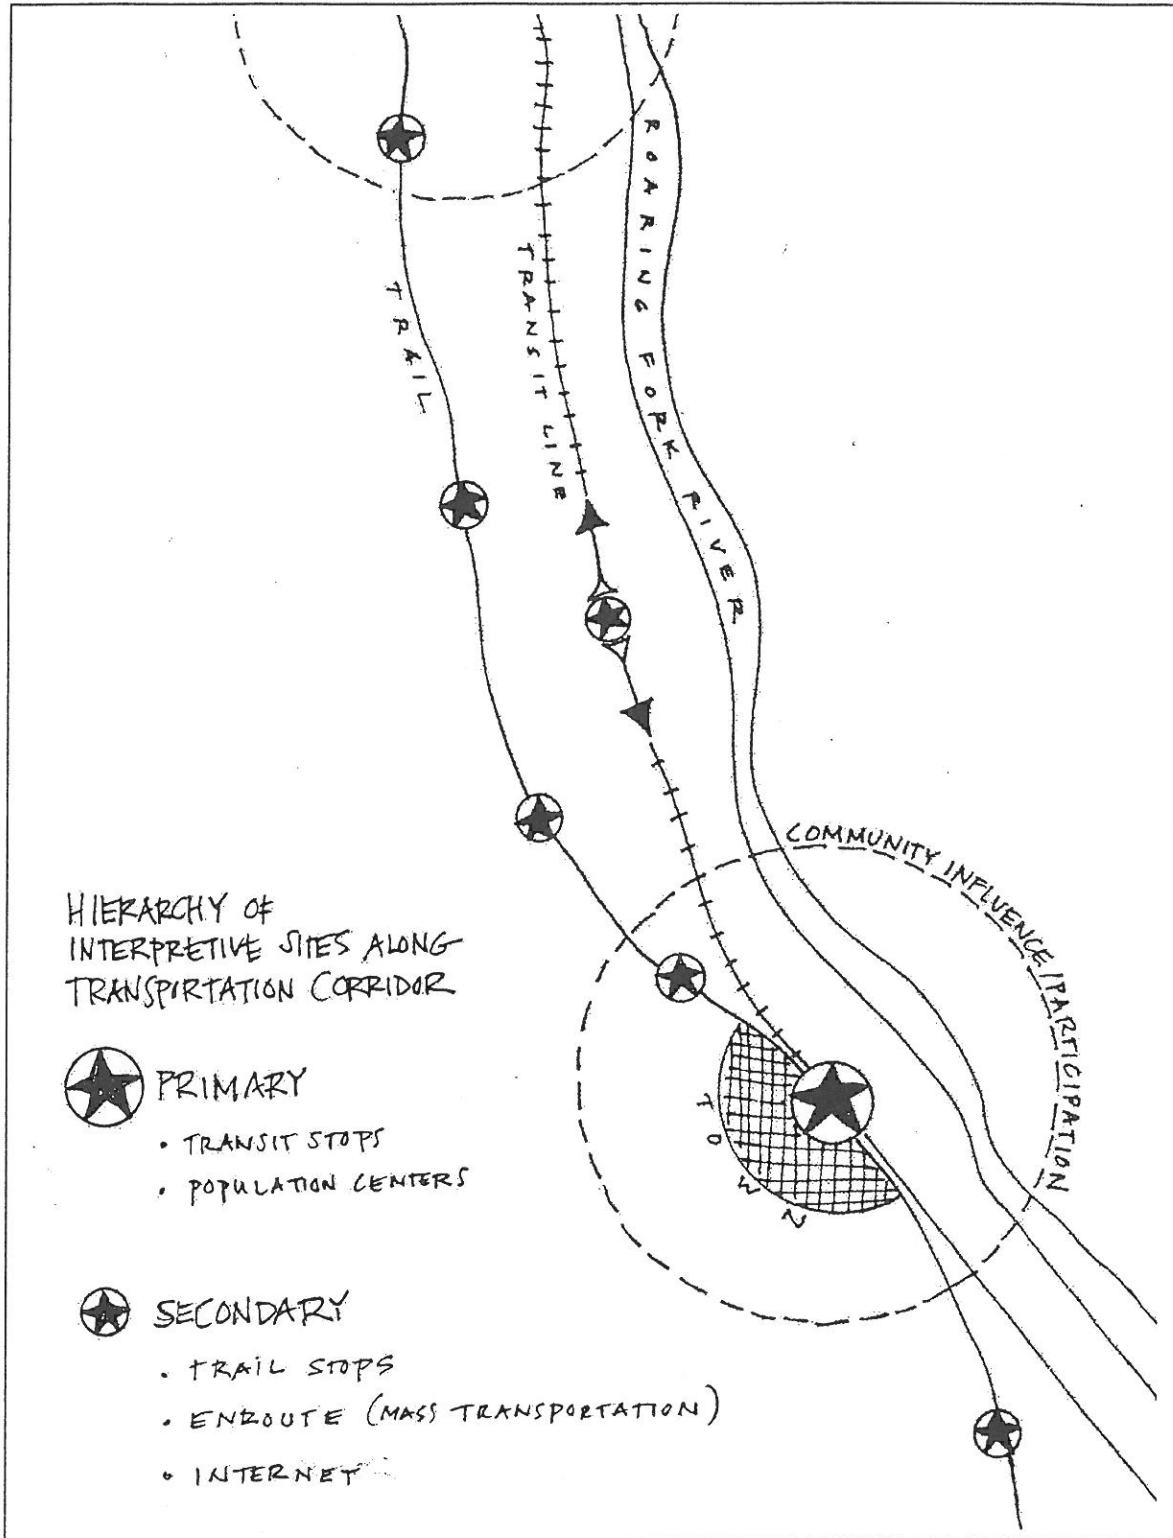 ROARING FORK RIVER
TRANSIT LINE
TRAIL
COMMUNITY INFLUENCE/PARTICIPATION
HIERARCHY OF
INTERPRETIVE SITES ALONG
TRANSPIRTATION CORRIDOR
PRIMARY
• TRANSIT STOPS
• POPULATION CENTERS
TOWN
SECONDARY
• TRAIL STOPS
• ENROUTE (MASS TRANSPORTATION)
• INTERNET